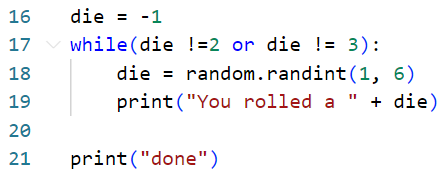 16 die = -1
17 while(die !=2 or die != 3):
18     die = random.randint(1, 6)
19     print("You rolled a " + die)
20
21 print("done")